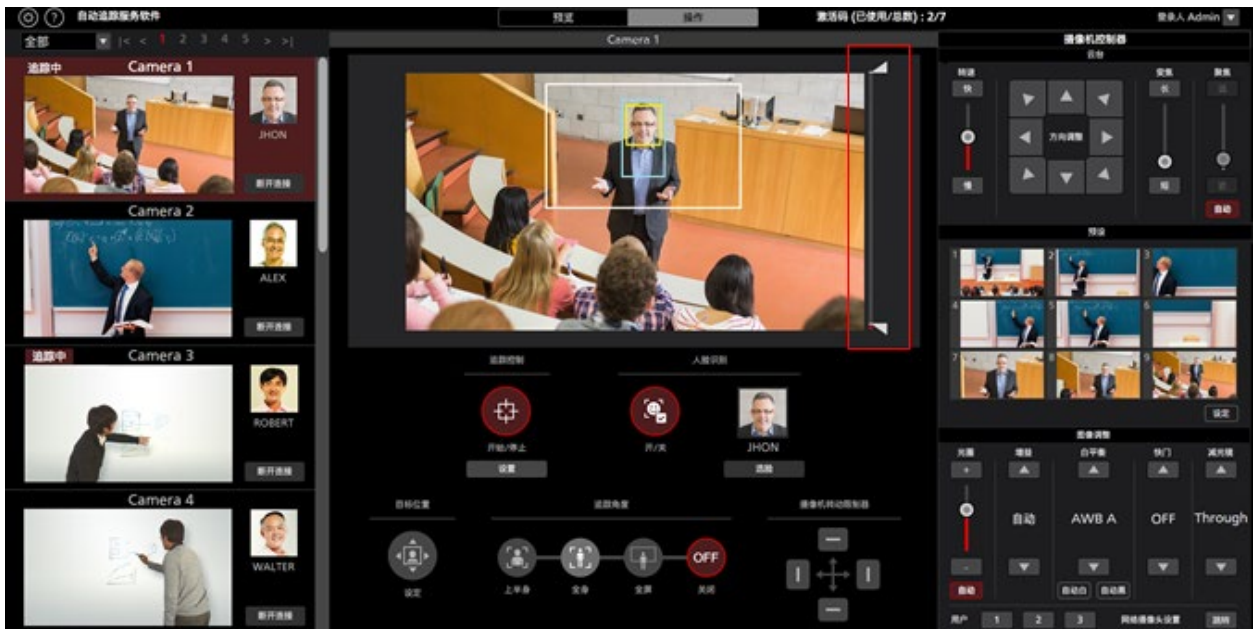 自动追踪服务软件
预览
操作
激活码 (已使用/总数) : 2/7
登录人 Admin
全部
|< < 1 2 3 4 5 > >|
追踪中 Camera 1
JHON
断开连接
Camera 2
ALEX
断开连接
追踪中 Camera 3
ROBERT
断开连接
Camera 4
WALTER
断开连接
Camera 1
追踪控制
人脸识别
开始/停止
开/关
JHON
设置
选脸
目标位置
追踪角度
摄像机转动限制器
OFF
设定
上半身
全身
全屏
关闭
摄像机控制器
云台
转速
变焦
聚焦
快
长
方向调整
慢
短
自动
预设
1 2 3
4 5 6
7 8 9
设定
图像调整
光圈 增益 白平衡 快门 减光镜
+
自动 AWB A OFF Through
-
自动 自动白 自动黑
用户 1 2 3 网络摄像头设置 跳转